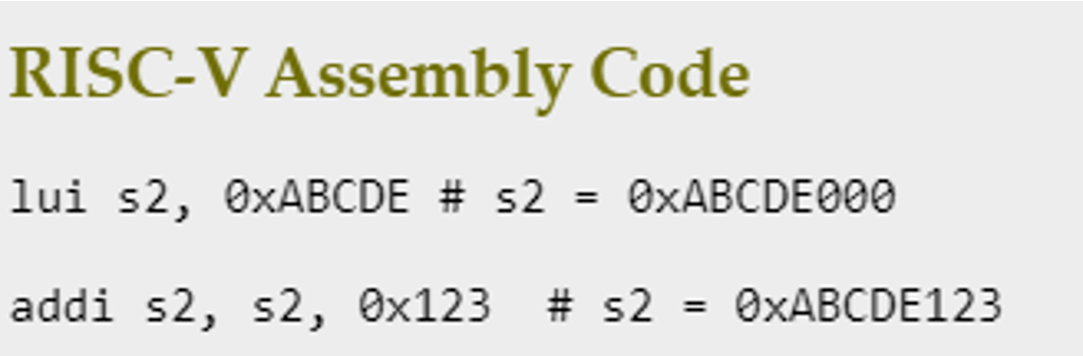 RISC-V Assembly Code
lui s2, 0xABCDE # s2 = 0xABCDE000
addi s2, s2, 0x123  # s2 = 0xABCDE123